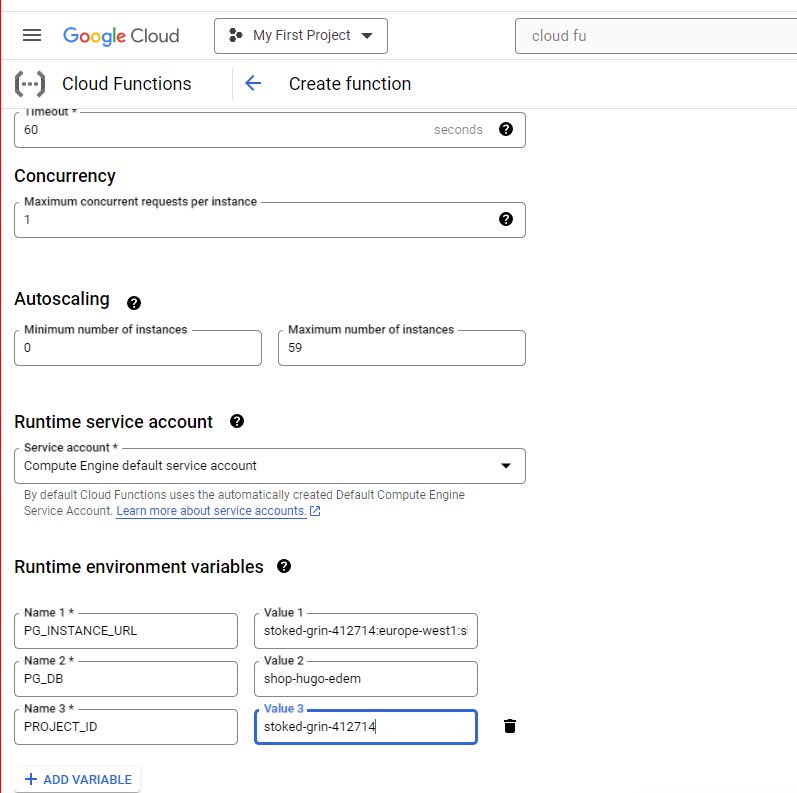 Google Cloud
My First Project
cloud fu
Cloud Functions
Create function
Timeout *
60
seconds
Concurrency
Maximum concurrent requests per instance
1
Autoscaling
Minimum number of instances
0
Maximum number of instances
59
Runtime service account
Service account *
Compute Engine default service account
By default Cloud Functions uses the automatically created Default Compute Engine
Service Account. Learn more about service accounts.
Runtime environment variables
Name 1 *
PG_INSTANCE_URL
Value 1
stoked-grin-412714:europe-west1:s
Name 2 *
PG_DB
Value 2
shop-hugo-edem
Name 3 *
PROJECT_ID
Value 3
stoked-grin-412714
ADD VARIABLE